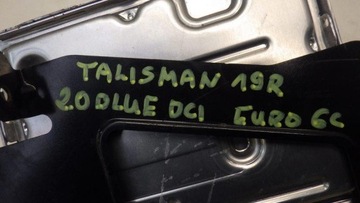 TALISMAN 19R
2.0 DLUE DCI EURO 6C